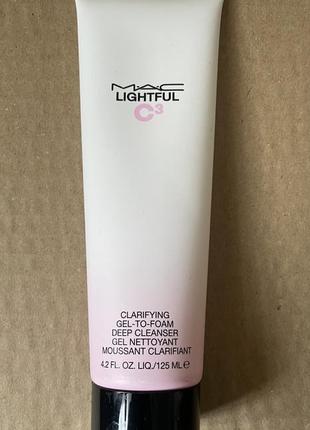 MAC
LIGHTFUL
C³
CLARIFYING
GEL-TO-FOAM
DEEP CLEANSER
GEL NETTOYANT
MOUSSANT CLARIFIANT
4.2 FL. OZ. LIQ./125 ML ℮